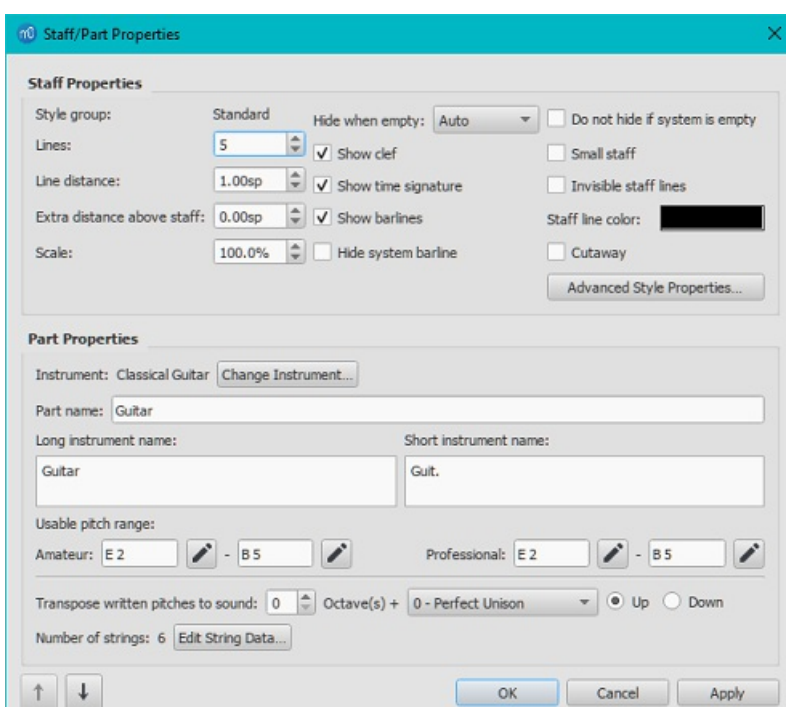 Staff/Part Properties
Staff Properties
Style group: Standard Hide when empty: Auto Do not hide if system is empty
Lines: 5 Show clef Small staff
Line distance: 1.00sp Show time signature Invisible staff lines
Extra distance above staff: 0.00sp Show barlines Staff line color:
Scale: 100.0% Hide system barline Cutaway
Advanced Style Properties...
Part Properties
Instrument: Classical Guitar Change Instrument...
Part name: Guitar
Long instrument name: Short instrument name:
Guitar Guit.
Usable pitch range:
Amateur: E 2 - B 5 Professional: E 2 - B 5
Transpose written pitches to sound: 0 Octave(s) + 0 - Perfect Unison Up Down
Number of strings: 6 Edit String Data...
OK Cancel Apply